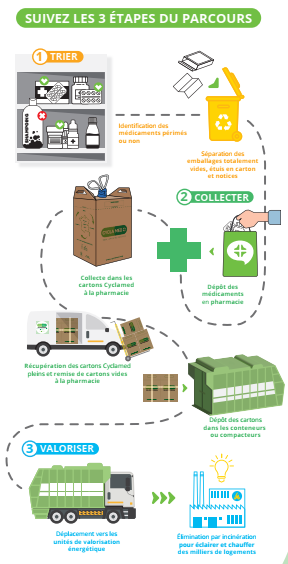 SUIVEZ LES 3 ÉTAPES DU PARCOURS
1 TRIER
SHAMPOING
Identification des
médicaments périmés
ou non
Séparation des
emballages totalement
vides, étuis en carton
et notices
2 COLLECTER
CYCLAMED
Collecte dans les
cartons Cyclamed
à la pharmacie
Dépôt des
médicaments
en pharmacie
Récupération des cartons Cyclamed
pleins et remise de cartons vides
à la pharmacie
Dépôt des cartons
dans les conteneurs
ou compacteurs
3 VALORISER
Déplacement vers les
unités de valorisation
énergétique
Élimination par incinération
pour éclairer et chauffer
des milliers de logements